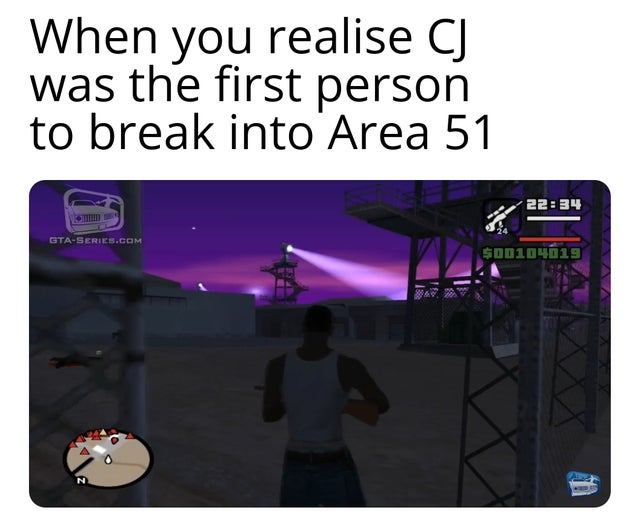 When you realise CJ
was the first person
to break into Area 51
22:34
24
GTA-SERIES.COM
$00104019
N